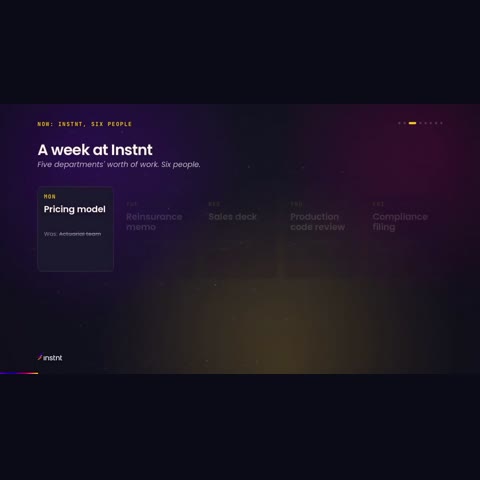 NOW: INSTNT, SIX PEOPLE
A week at Instnt
Five departments' worth of work. Six people.
MON
Pricing model
Was: Actuarial team
TUE
Reinsurance
memo
WED
Sales deck
THU
Production
code review
FRI
Compliance
filing
instnt